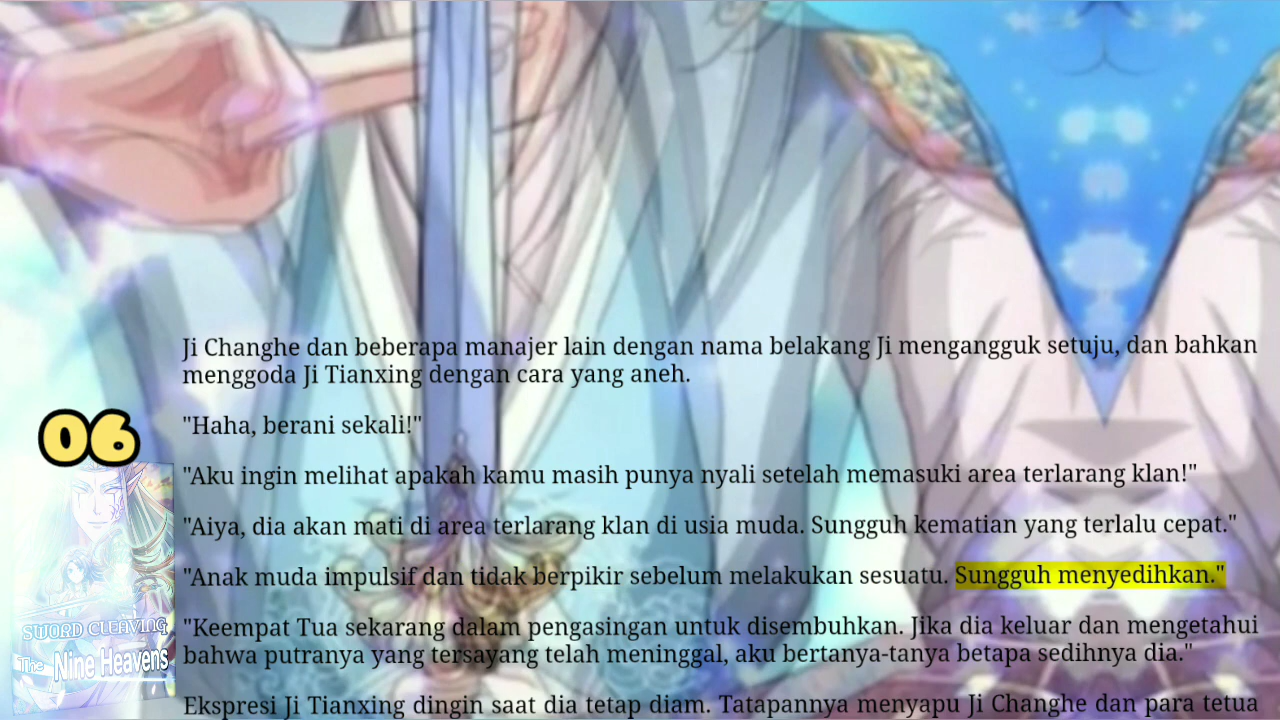 Ji Changhe dan beberapa manajer lain dengan nama belakang Ji mengangguk setuju, dan bahkan
menggoda Ji Tianxing dengan cara yang aneh.
"Haha, berani sekali!"
"Aku ingin melihat apakah kamu masih punya nyali setelah memasuki area terlarang klan!"
"Aiya, dia akan mati di area terlarang klan di usia muda. Sungguh kematian yang terlalu cepat."
"Anak muda impulsif dan tidak berpikir sebelum melakukan sesuatu. Sungguh menyedihkan."
"Keempat Tua sekarang dalam pengasingan untuk disembuhkan. Jika dia keluar dan mengetahui
bahwa putranya yang tersayang telah meninggal, aku bertanya-tanya betapa sedihnya dia."
Ekspresi Ji Tianxing dingin saat dia tetap diam. Tatapannya menyapu Ji Changhe dan para tetua
06
SWORD CLEAVING
The Nine Heavens